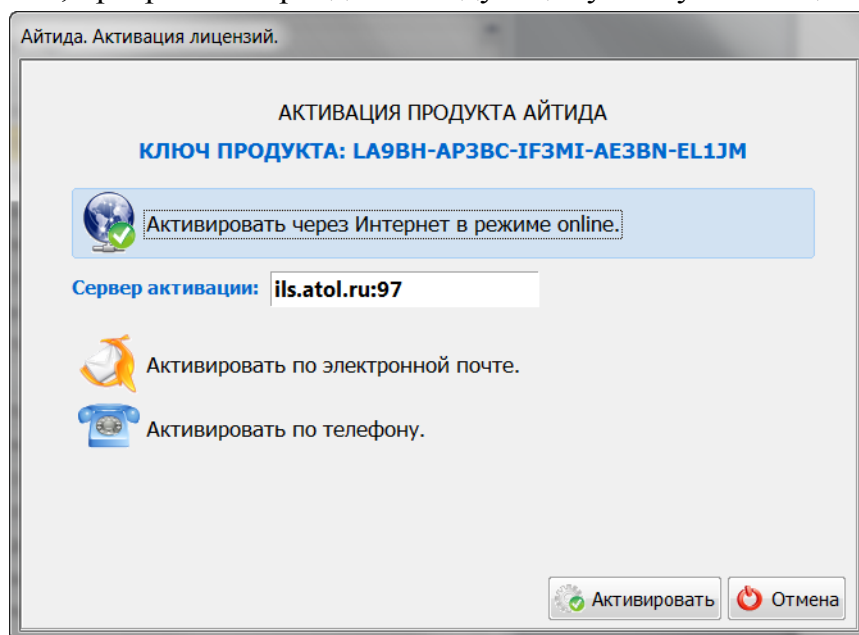 Айтида. Активация лицензий.
АКТИВАЦИЯ ПРОДУКТА АЙТИДА
КЛЮЧ ПРОДУКТА: LA9BH-AP3BC-IF3MI-AE3BN-EL1JM
Активировать через Интернет в режиме online.
Сервер активации: ils.atol.ru:97
Активировать по электронной почте.
Активировать по телефону.
Активировать Отмена